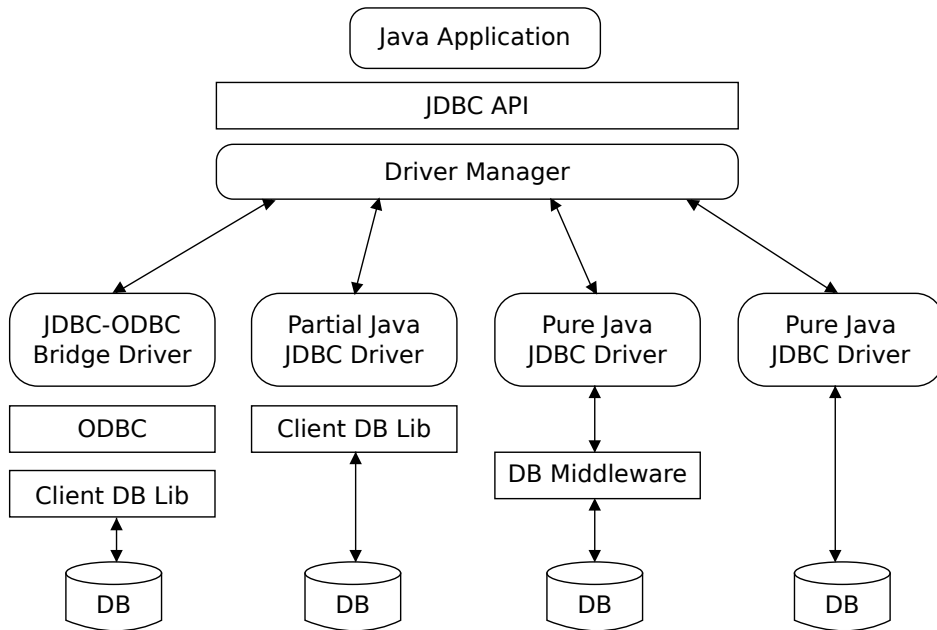 Java Application
JDBC API
Driver Manager
JDBC-ODBC
Bridge Driver
Partial Java
JDBC Driver
Pure Java
JDBC Driver
Pure Java
JDBC Driver
ODBC
Client DB Lib
Client DB Lib
DB Middleware
DB
DB
DB
DB